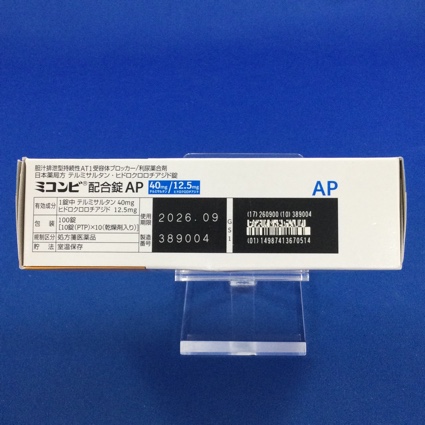 胆汁排泄型持続性AT1受容体ブロッカー/利尿薬合剤
日本薬局方 テルミサルタン・ヒドロクロロチアジド錠
ミコンビ®配合錠AP 40mg/12.5mg
有効成分 1錠中 テルミサルタン 40mg
ヒドロクロロチアジド 12.5mg
包装 100錠
[10錠(PTP)×10(乾燥剤入り)]
規制区分 処方箋医薬品
貯法 室温保存
使用期限 2026.09
製造番号 389004
GS1
(17) 260900 (10) 389004
(01) 14987413670514
AP